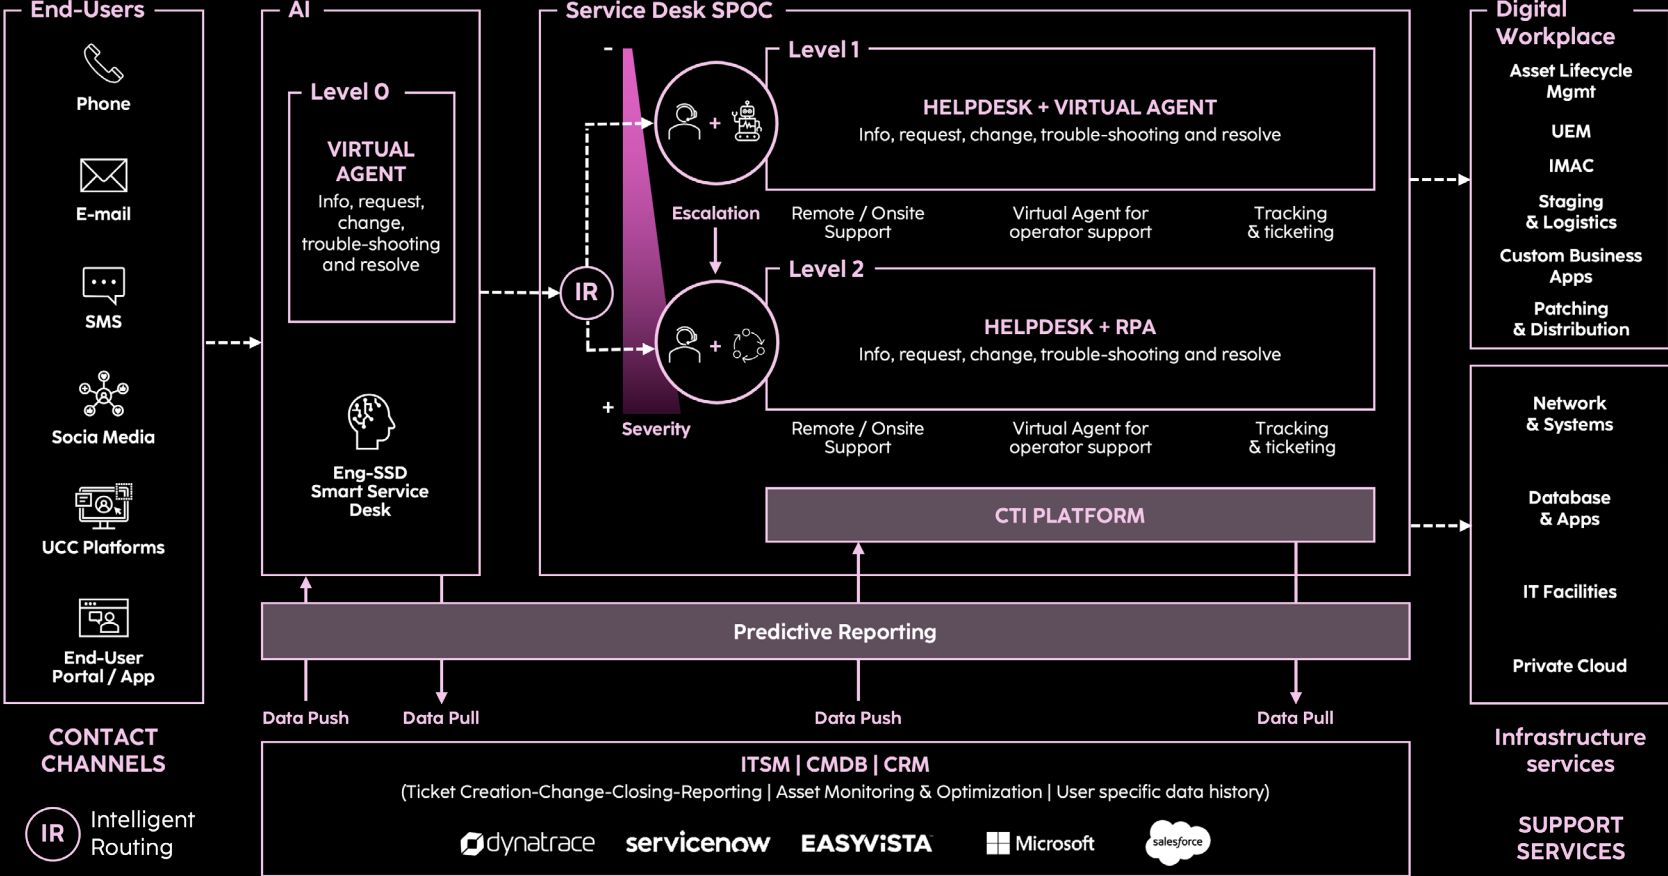 End-Users
Phone
E-mail
SMS
Socia Media
UCC Platforms
End-User
Portal / App
CONTACT
CHANNELS
IR
Intelligent
Routing
AI
Level 0
VIRTUAL
AGENT
Info, request,
change,
trouble-shooting
and resolve
Eng-SSD
Smart Service
Desk
Service Desk SPOC
-
+
Severity
IR
Escalation
Level 1
+
HELPDESK + VIRTUAL AGENT
Info, request, change, trouble-shooting and resolve
Remote / Onsite
Support
Virtual Agent for
operator support
Tracking
& ticketing
Level 2
+
HELPDESK + RPA
Info, request, change, trouble-shooting and resolve
Remote / Onsite
Support
Virtual Agent for
operator support
Tracking
& ticketing
CTI PLATFORM
Predictive Reporting
Data Push
Data Pull
Data Push
Data Pull
ITSM | CMDB | CRM
(Ticket Creation-Change-Closing-Reporting | Asset Monitoring & Optimization | User specific data history)
dynatrace
servicenow
EASYVISTA
Microsoft
salesforce
Digital
Workplace
Asset Lifecycle
Mgmt
UEM
IMAC
Staging
& Logistics
Custom Business
Apps
Patching
& Distribution
Network
& Systems
Database
& Apps
IT Facilities
Private Cloud
Infrastructure
services
SUPPORT
SERVICES